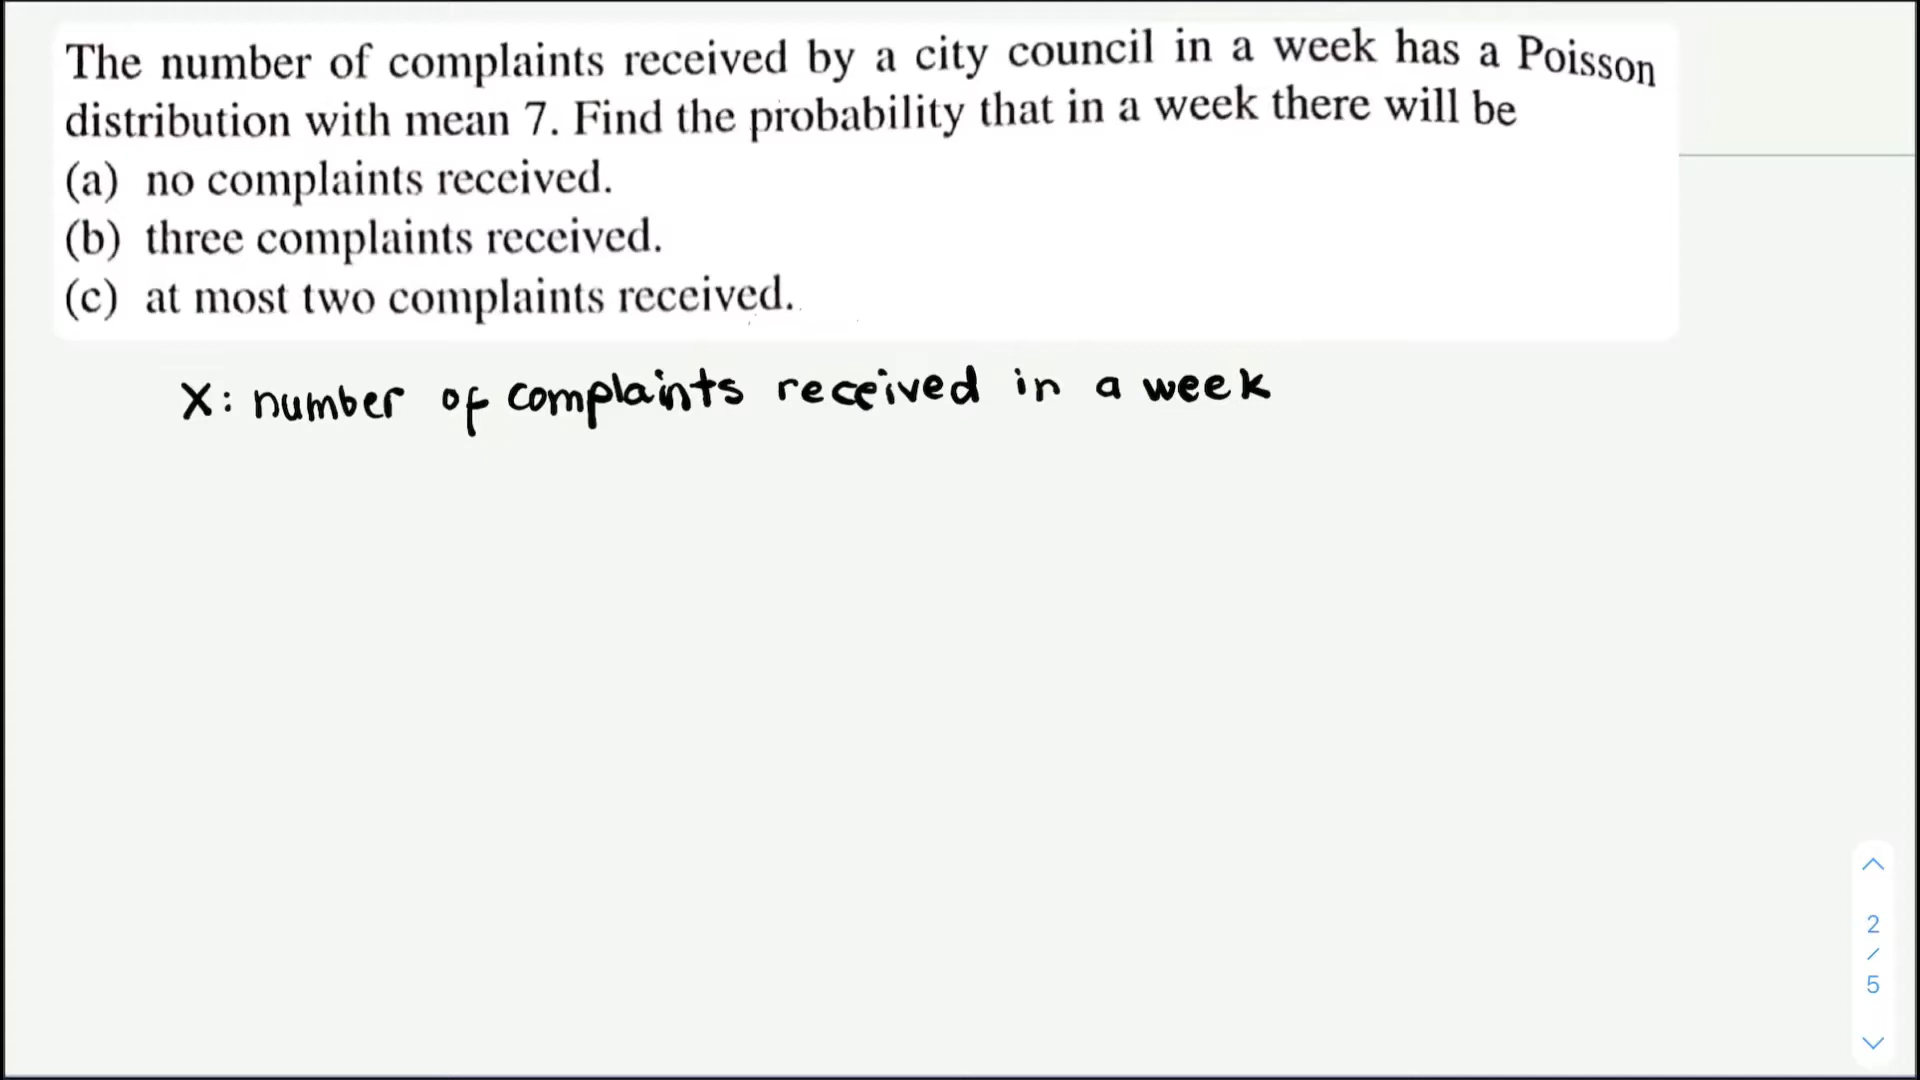 The number of complaints received by a city council in a week has a Poisson
distribution with mean 7. Find the probability that in a week there will be
(a) no complaints received.
(b) three complaints received.
(c) at most two complaints received.
X: number of complaints received in a week
2
/
5